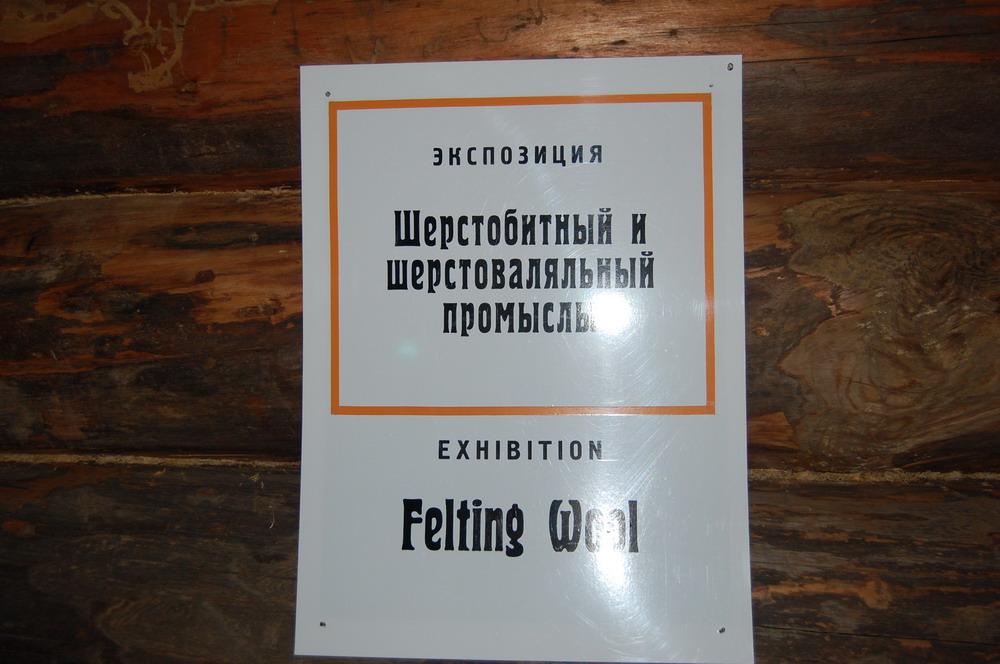 ЭКСПОЗИЦИЯ
Шерстобитный и
шерстоваляльный
промыслы
EXHIBITION
Felting Wool